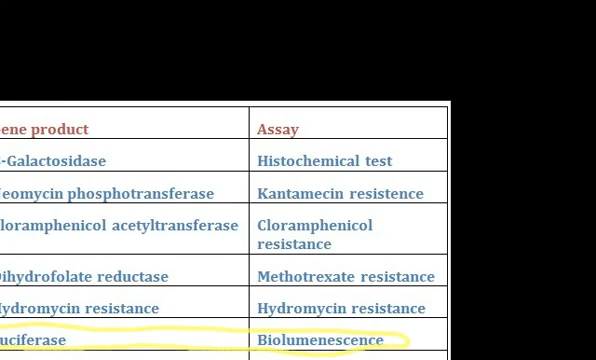 ene product Assay
-Galactosidase Histochemical test
eomycin phosphotransferase Kantamecin resistence
loramphenicol acetyltransferase Cloramphenicol
resistance
ihydrofolate reductase Methotrexate resistance
ydromycin resistance Hydromycin resistance
uciferase Biolumenescence